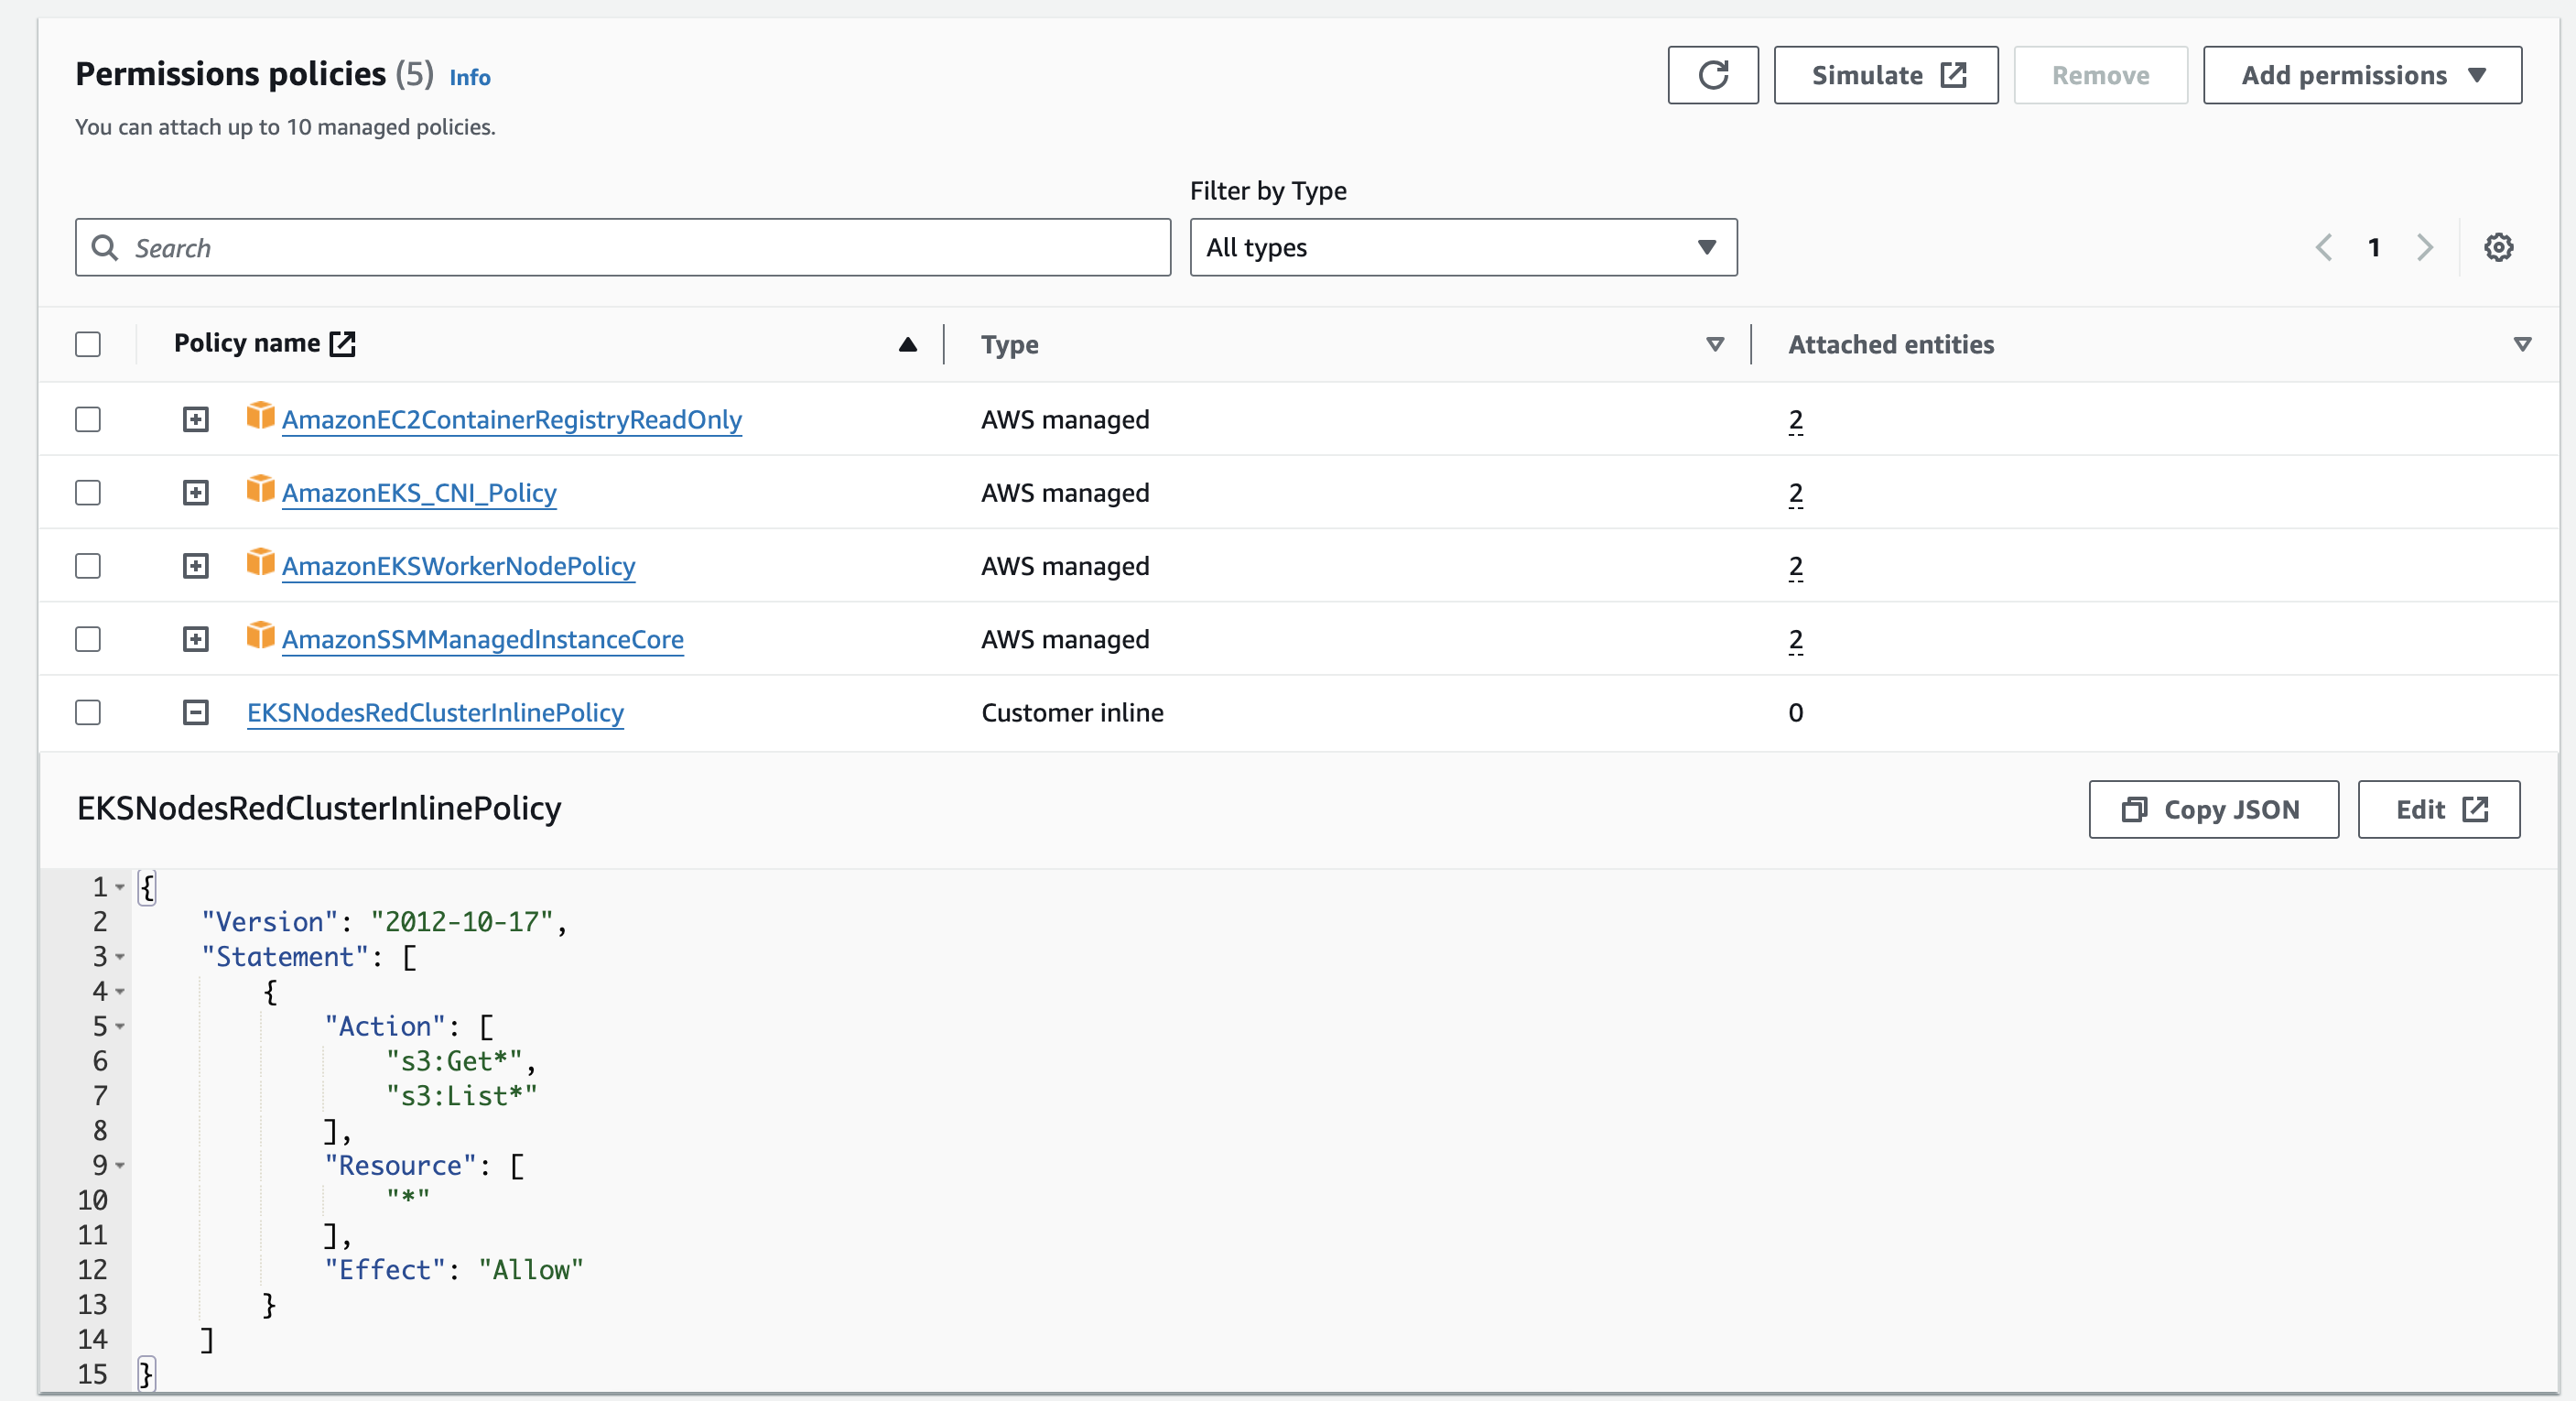 Permissions policies (5) Info
You can attach up to 10 managed policies.
Simulate
Remove
Add permissions
Filter by Type
Search
All types
1
Policy name Type Attached entities
AmazonEC2ContainerRegistryReadOnly AWS managed 2
AmazonEKS_CNI_Policy AWS managed 2
AmazonEKSWorkerNodePolicy AWS managed 2
AmazonSSMManagedInstanceCore AWS managed 2
EKSNodesRedClusterInlinePolicy Customer inline 0
EKSNodesRedClusterInlinePolicy Copy JSON Edit
1 {
2     "Version": "2012-10-17",
3     "Statement": [
4         {
5             "Action": [
6                 "s3:Get*",
7                 "s3:List*"
8             ],
9             "Resource": [
10                 "*"
11             ],
12             "Effect": "Allow"
13         }
14     ]
15 }